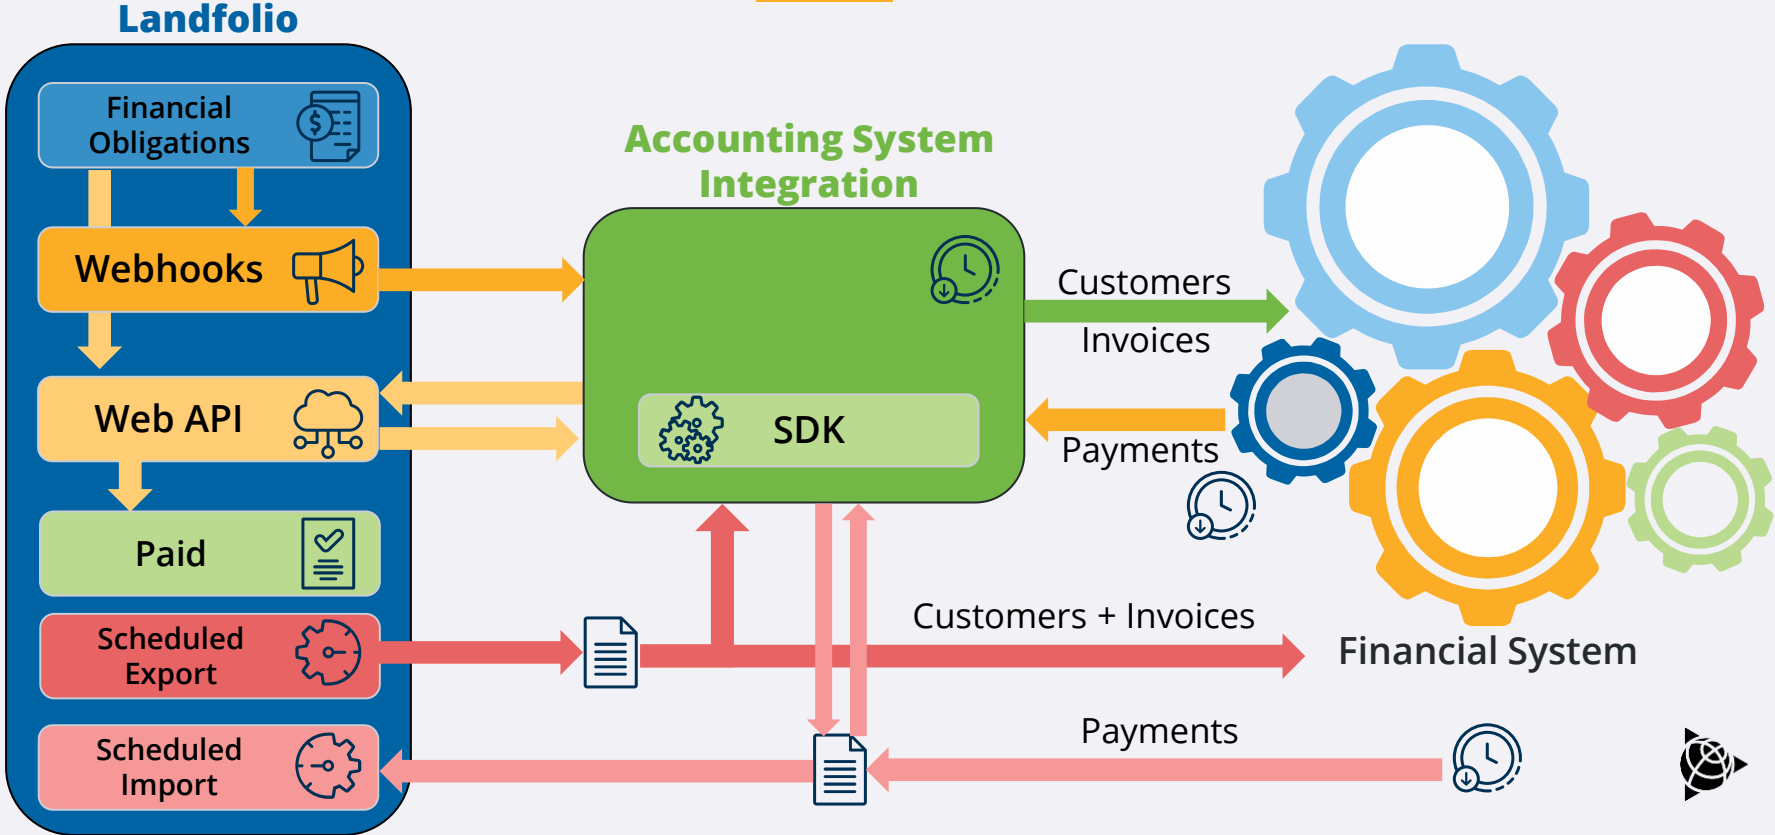 Landfolio
Financial
Obligations
Webhooks
Web API
Paid
Scheduled
Export
Scheduled
Import
Accounting System
Integration
SDK
Customers
Invoices
Payments
Customers + Invoices
Financial System
Payments